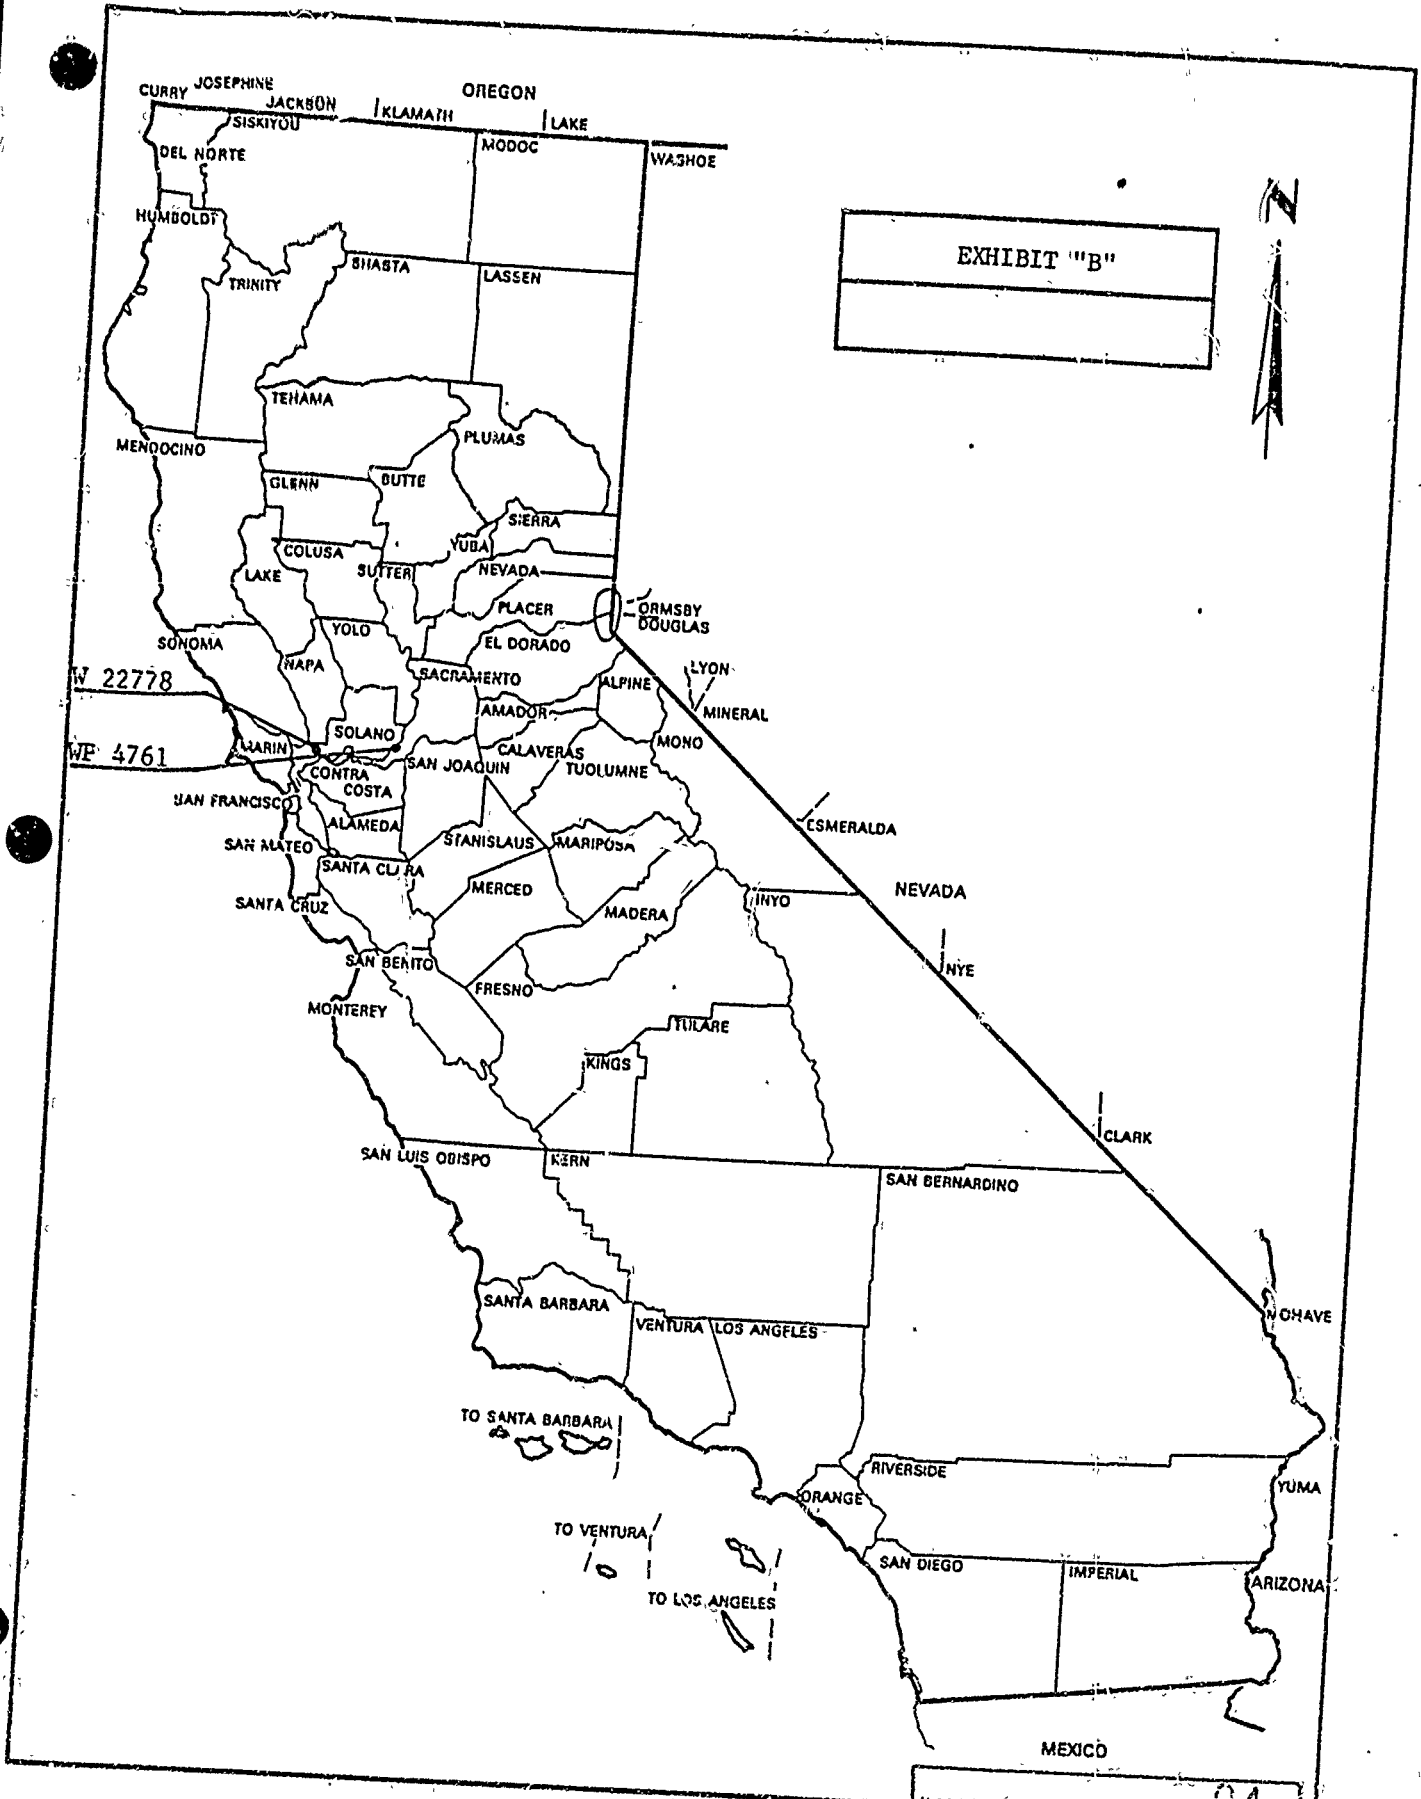 OREGON
CURRY
JOSEPHINE
JACKSON
KLAMATH
LAKE
SISKIYOU
MODOC
WASHOE
DEL NORTE
N
HUMBOLDT
EXHIBIT "B"
SHASTA
LASSEN
TRINITY
TEHAMA
PLUMAS
MENDOCINO
GLENN
BUTTE
SIERRA
COLUSA
YUBA
SUTTER
NEVADA
LAKE
PLACER
ORMSBY
DOUGLAS
YOLO
SONOMA
EL DORADO
NAPA
LYON
W 22778
SACRAMENTO
ALPINE
AMADOR
MINERAL
SOLANO
MARIN
MONO
WP 4761
CALAVERAS
SAN JOAQUIN
TUOLUMNE
CONTRA
COSTA
SAN FRANCISCO
ALAMEDA
ESMERALDA
SAN MATEO
STANISLAUS
MARIPOSA
SANTA CLARA
MERCED
NEVADA
INYO
SANTA CRUZ
MADERA
SAN BENITO
NYE
FRESNO
MONTEREY
TULARE
KINGS
CLARK
SAN LUIS OBISPO
KERN
SAN BERNARDINO
SANTA BARBARA
VENTURA
LOS ANGELES
MOHAVE
TO SANTA BARBARA
RIVERSIDE
YUMA
ORANGE
TO VENTURA
SAN DIEGO
IMPERIAL
ARIZONA
TO LOS ANGELES
MEXICO